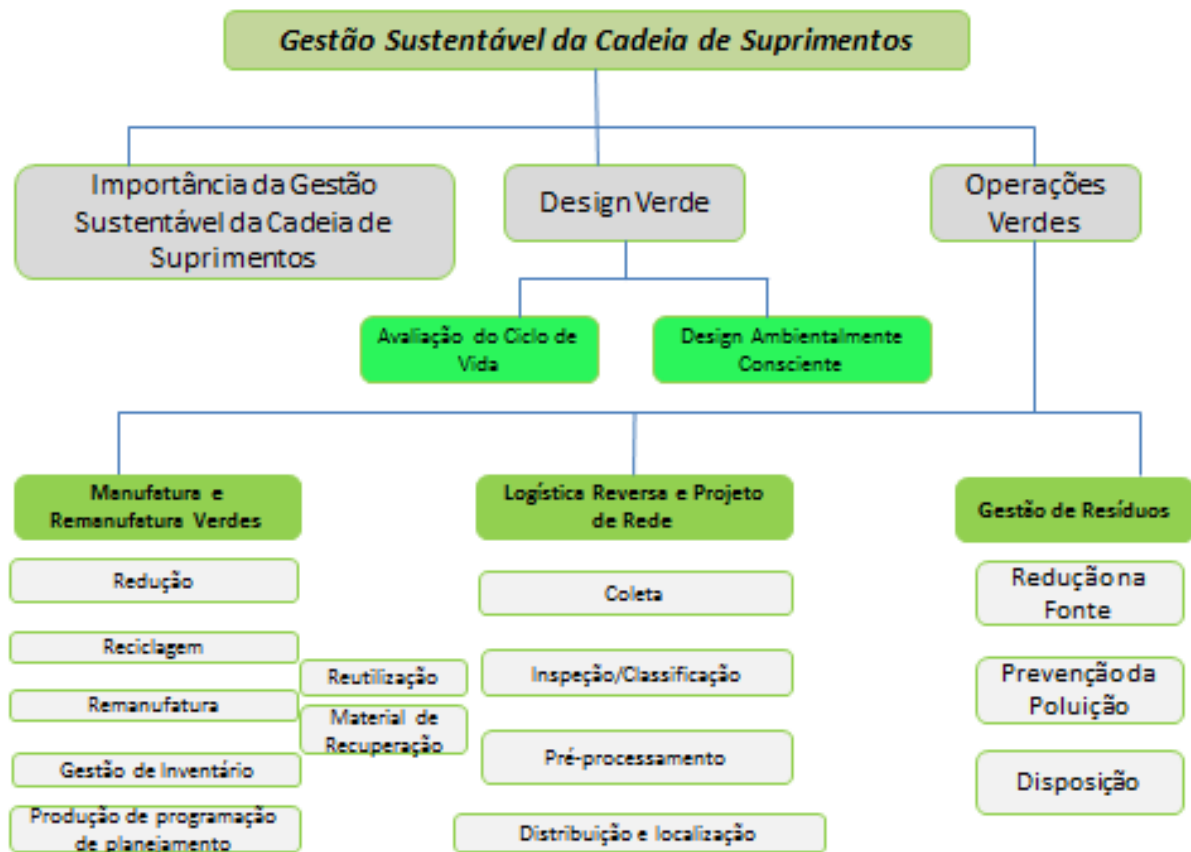 Gestão Sustentável da Cadeia de Suprimentos
Importância da Gestão
Sustentável da Cadeia de
Suprimentos
Design Verde
Operações
Verdes
Avaliação do Ciclo de
Vida
Design Ambientalmente
Consciente
Manufatura e
Remanufatura Verdes
Redução
Reciclagem
Remanufatura
Reutilização
Material de
Recuperação
Gestão de Inventário
Produção de programação
de planejamento
Logística Reversa e Projeto
de Rede
Coleta
Inspeção/Classificação
Pré-processamento
Distribuição e localização
Gestão de Resíduos
Redução na
Fonte
Prevenção da
Poluição
Disposição